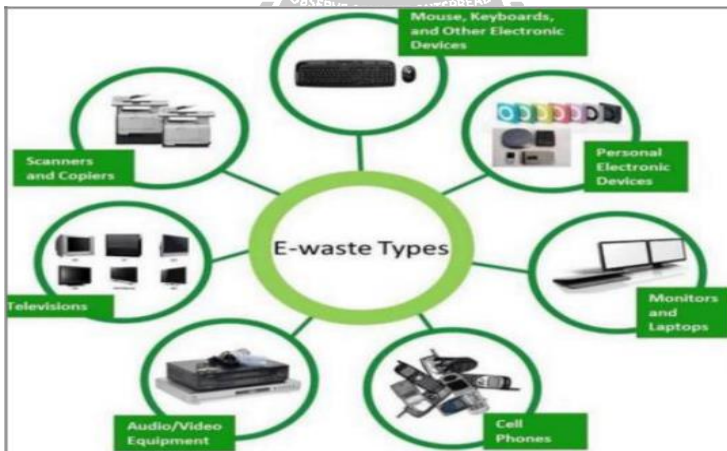 Mouse, Keyboards,
and Other Electronic
Devices
Scanners
and Copiers
Personal
Electronic
Devices
E-waste Types
Televisions
Monitors
and
Laptops
Audio/Video
Equipment
Cell
Phones